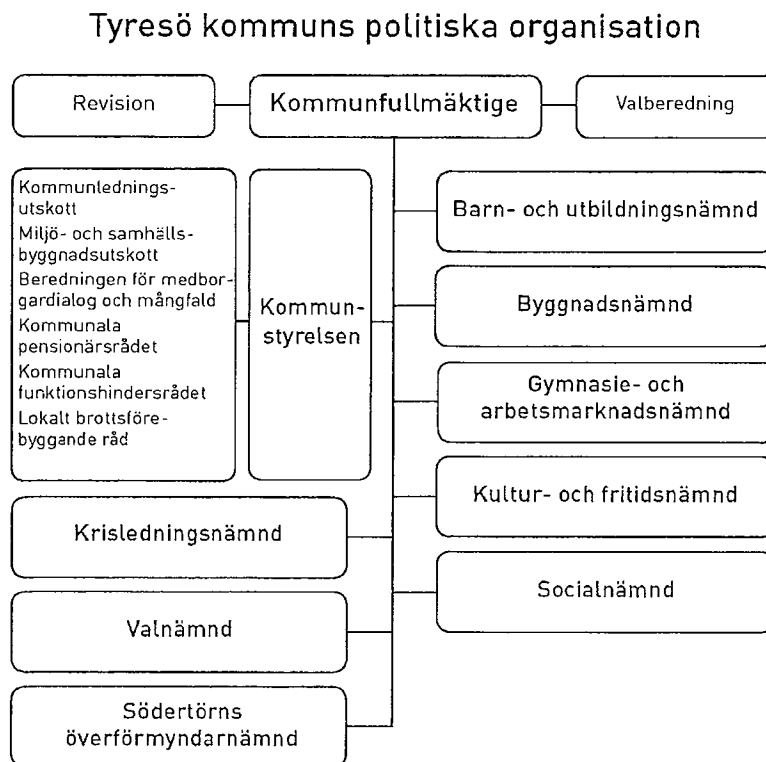 Tyresö kommuns politiska organisation
Revision
Kommunfullmäktige
Valberedning
Kommunlednings-
utskott
Miljö- och samhälls-
byggnadsutskott
Beredningen för medbor-
gardialog och mångfald
Kommunala
pensionärsrådet
Kommunala
funktionshindersrådet
Lokalt brottsföre-
byggande råd
Kommun-
styrelsen
Barn- och utbildningsnämnd
Byggnadsnämnd
Gymnasie- och
arbetsmarknadsnämnd
Kultur- och fritidsnämnd
Socialnämnd
Krisledningsnämnd
Valnämnd
Södertörns
överförmyndarnämnd